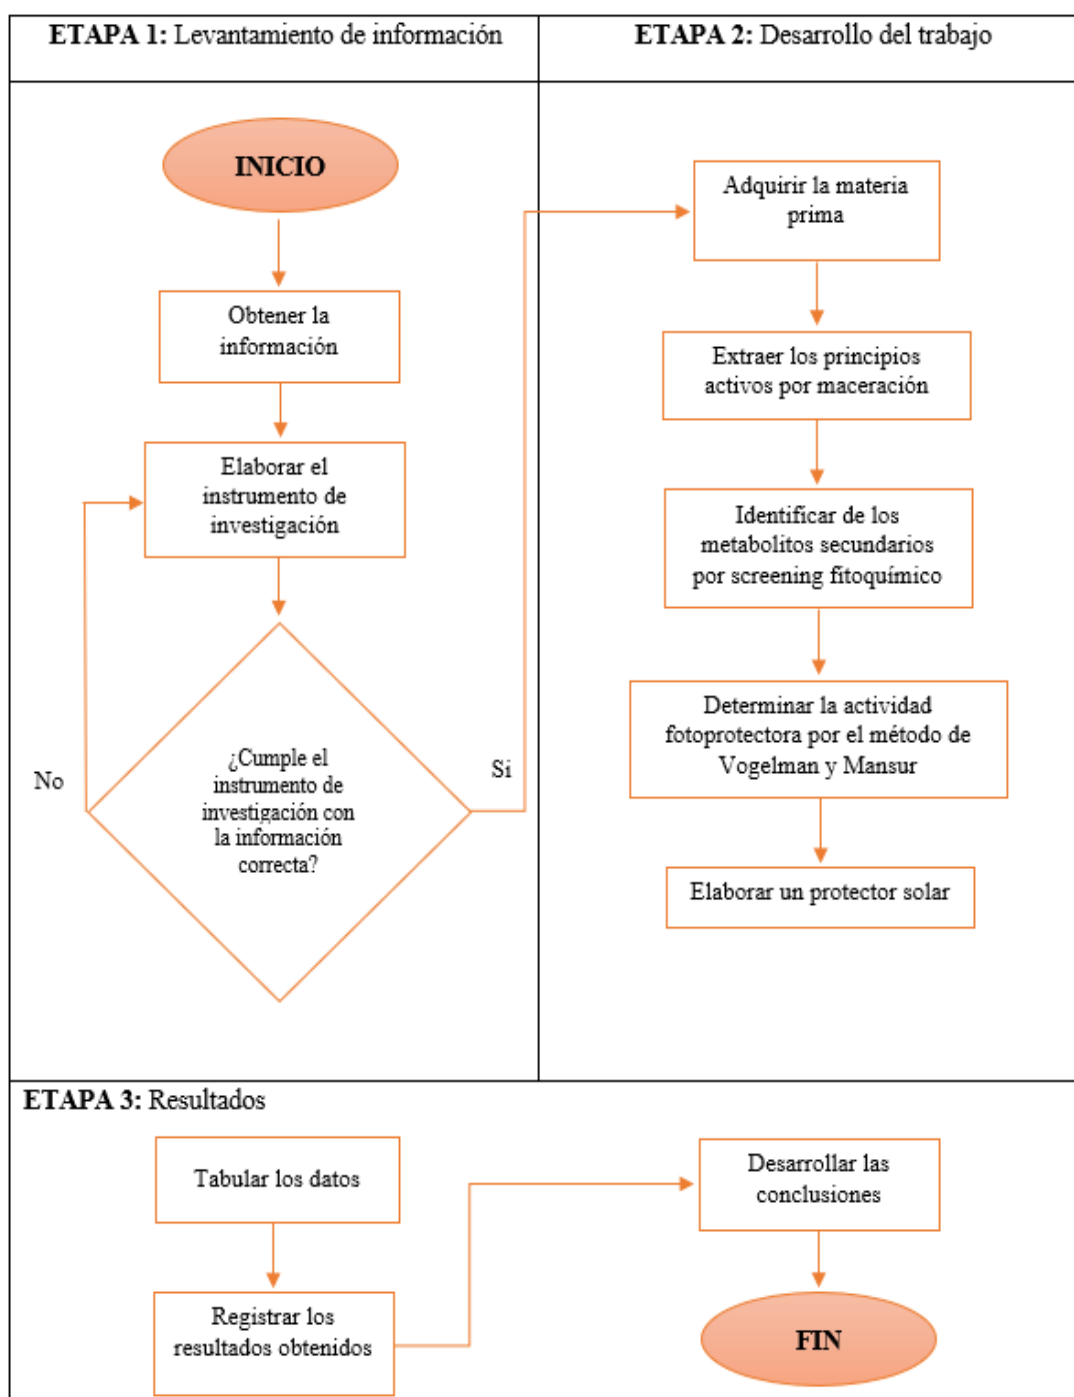 ETAPA 1: Levantamiento de información
ETAPA 2: Desarrollo del trabajo
INICIO
Obtener la
información
Elaborar el
instrumento de
investigación
¿Cumple el
instrumento de
investigación con
la información
correcta?
No
Si
Adquirir la materia
prima
Extraer los principios
activos por maceración
Identificar de los
metabolitos secundarios
por screening fitoquímico
Determinar la actividad
fotoprotectora por el método de
Vogelman y Mansur
Elaborar un protector solar
ETAPA 3: Resultados
Tabular los datos
Registrar los
resultados obtenidos
Desarrollar las
conclusiones
FIN